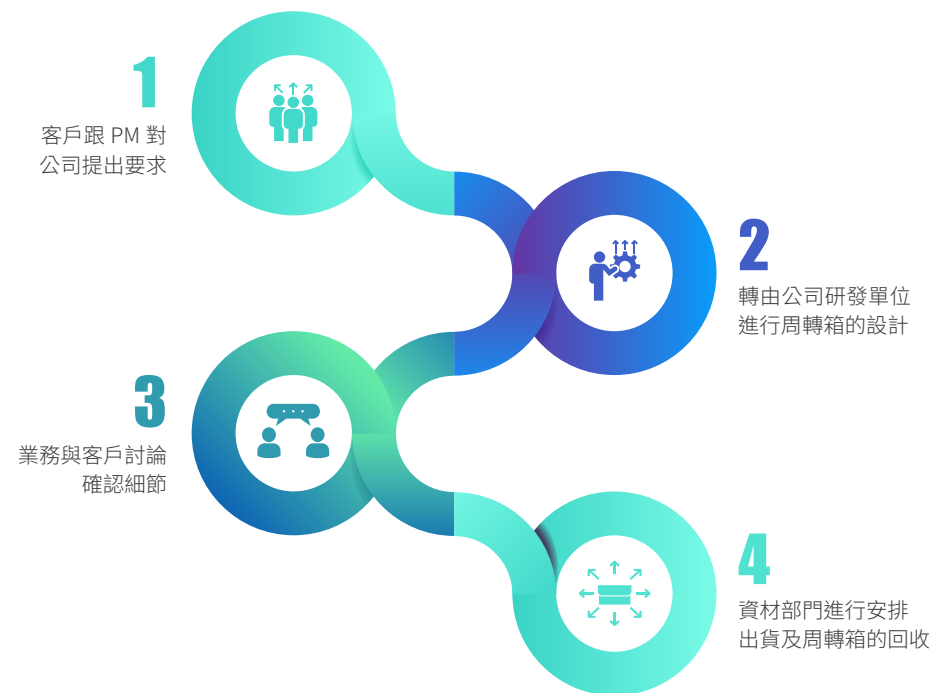 1
客戶跟 PM 對
公司提出要求
2
轉由公司研發單位
進行周轉箱的設計
3
業務與客戶討論
確認細節
4
資材部門進行安排
出貨及周轉箱的回收